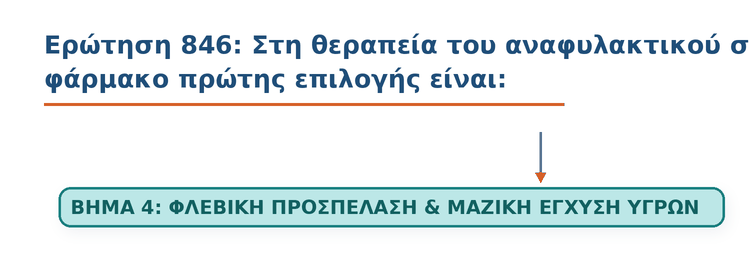 Ερώτηση 846: Στη θεραπεία του αναφυλακτικού
φάρμακο πρώτης επιλογής είναι:
ΒΗΜΑ 4: ΦΛΕΒΙΚΗ ΠΡΟΣΠΕΛΑΣΗ & ΜΑΖΙΚΗ ΕΓΧΥΣΗ ΥΓΡΩΝ